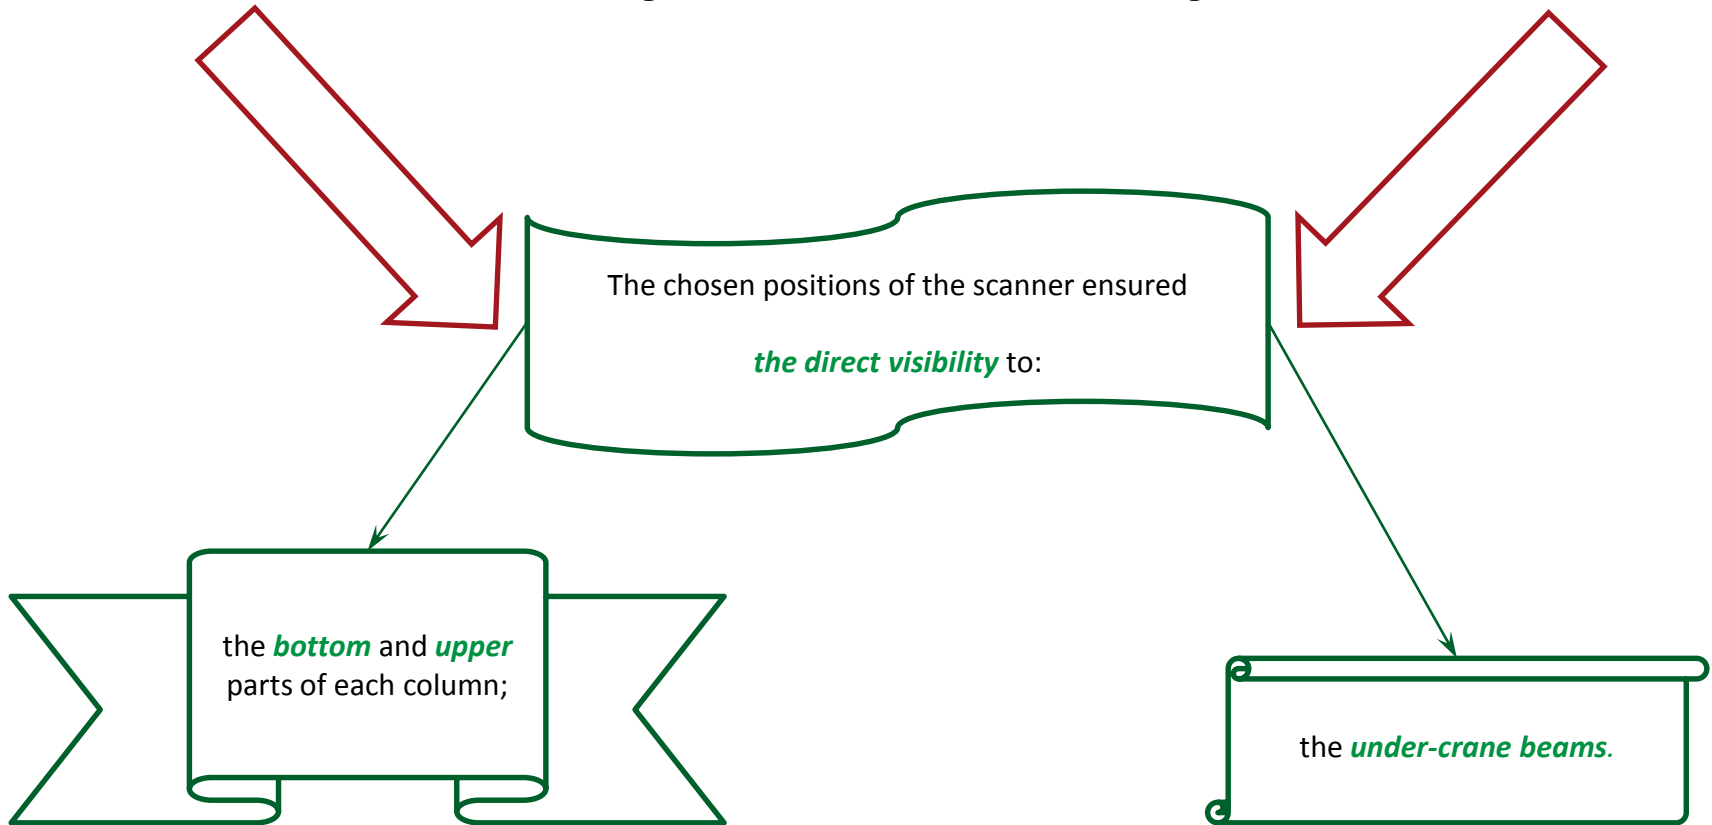 The chosen positions of the scanner ensured
the direct visibility to:
the bottom and upper
parts of each column;
the under-crane beams.